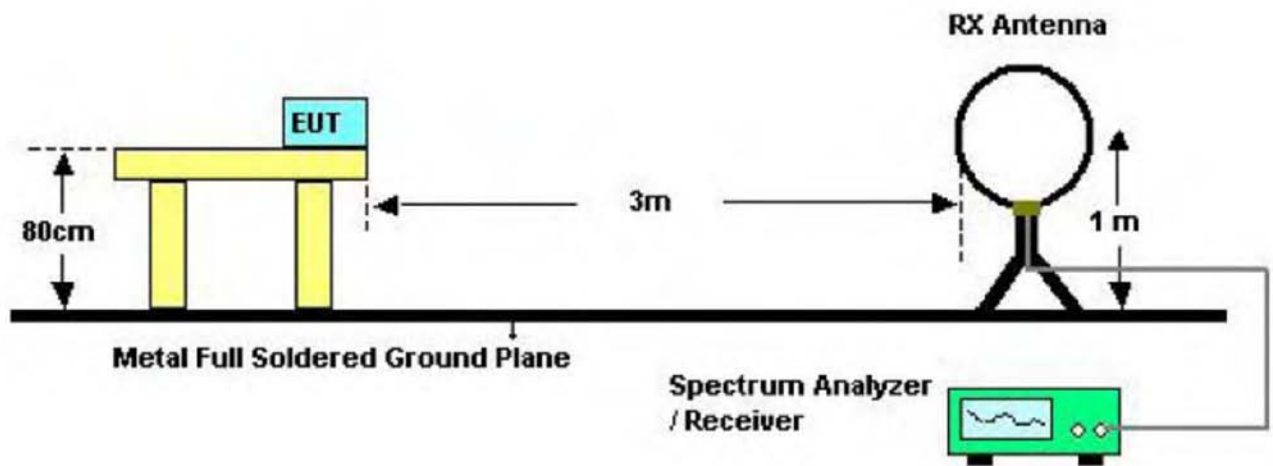 RX Antenna
EUT
80cm
3m
1 m
Metal Full Soldered Ground Plane
Spectrum Analyzer
/ Receiver